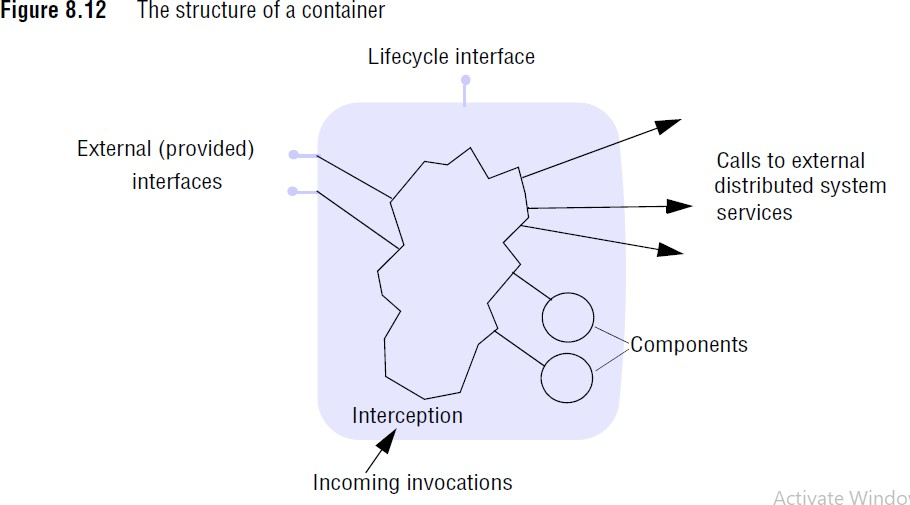 Figure 8.12 The structure of a container
Lifecycle interface
External (provided)
interfaces
Calls to external
distributed system
services
Components
Interception
Incoming invocations
Activate Windo